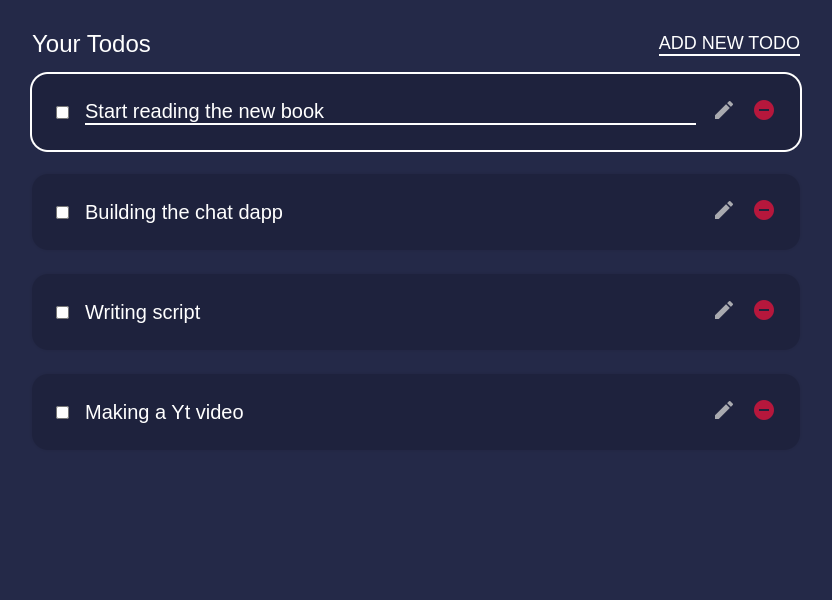 Your Todos
ADD NEW TODO
Start reading the new book
Building the chat dapp
Writing script
Making a Yt video